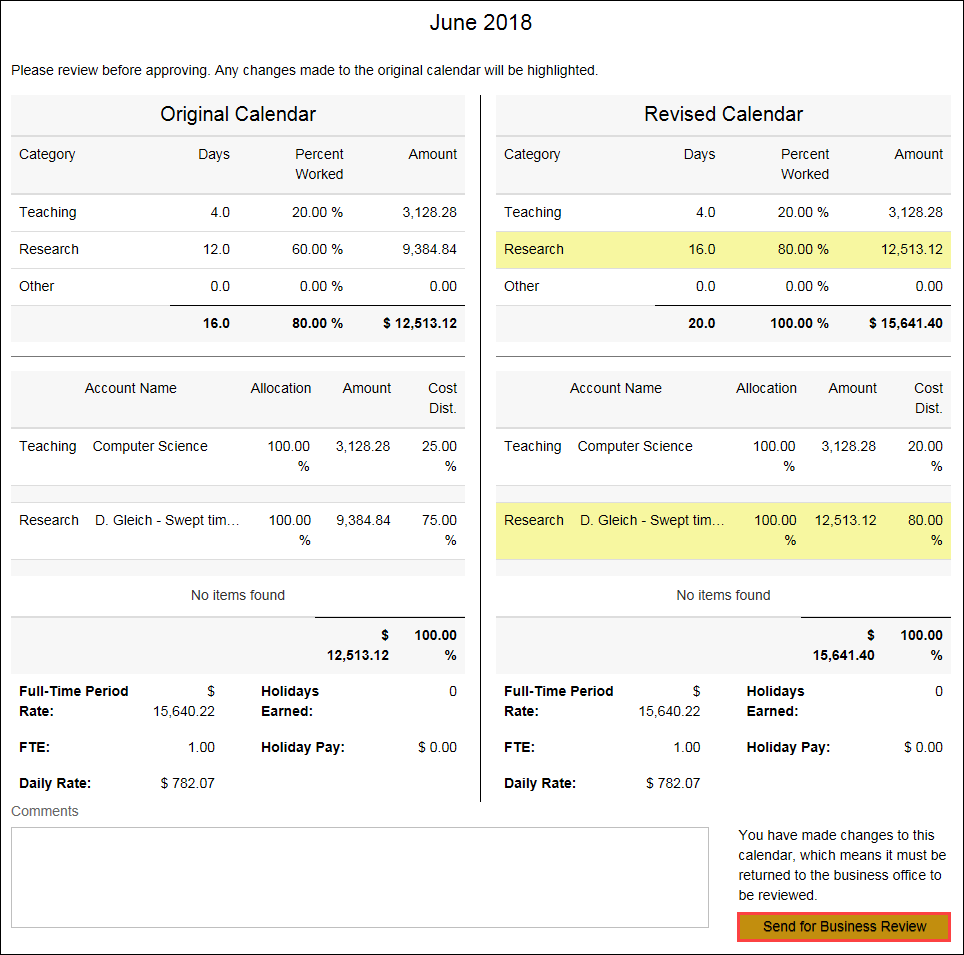 June 2018
Please review before approving. Any changes made to the original calendar will be highlighted.
Original Calendar
Category Days Percent Worked Amount
Teaching 4.0 20.00 % 3,128.28
Research 12.0 60.00 % 9,384.84
Other 0.0 0.00 % 0.00
16.0 80.00 % $ 12,513.12
Account Name Allocation Amount Cost Dist.
Teaching Computer Science 100.00 % 3,128.28 25.00 %
Research D. Gleich - Swept tim... 100.00 % 9,384.84 75.00 %
No items found
$ 12,513.12 100.00 %
Full-Time Period Rate: $ 15,640.22 Holidays Earned: 0
FTE: 1.00 Holiday Pay: $ 0.00
Daily Rate: $ 782.07
Revised Calendar
Category Days Percent Worked Amount
Teaching 4.0 20.00 % 3,128.28
Research 16.0 80.00 % 12,513.12
Other 0.0 0.00 % 0.00
20.0 100.00 % $ 15,641.40
Account Name Allocation Amount Cost Dist.
Teaching Computer Science 100.00 % 3,128.28 20.00 %
Research D. Gleich - Swept tim... 100.00 % 12,513.12 80.00 %
No items found
$ 15,641.40 100.00 %
Full-Time Period Rate: $ 15,640.22 Holidays Earned: 0
FTE: 1.00 Holiday Pay: $ 0.00
Daily Rate: $ 782.07
Comments
You have made changes to this
calendar, which means it must be
returned to the business office to
be reviewed.
Send for Business Review